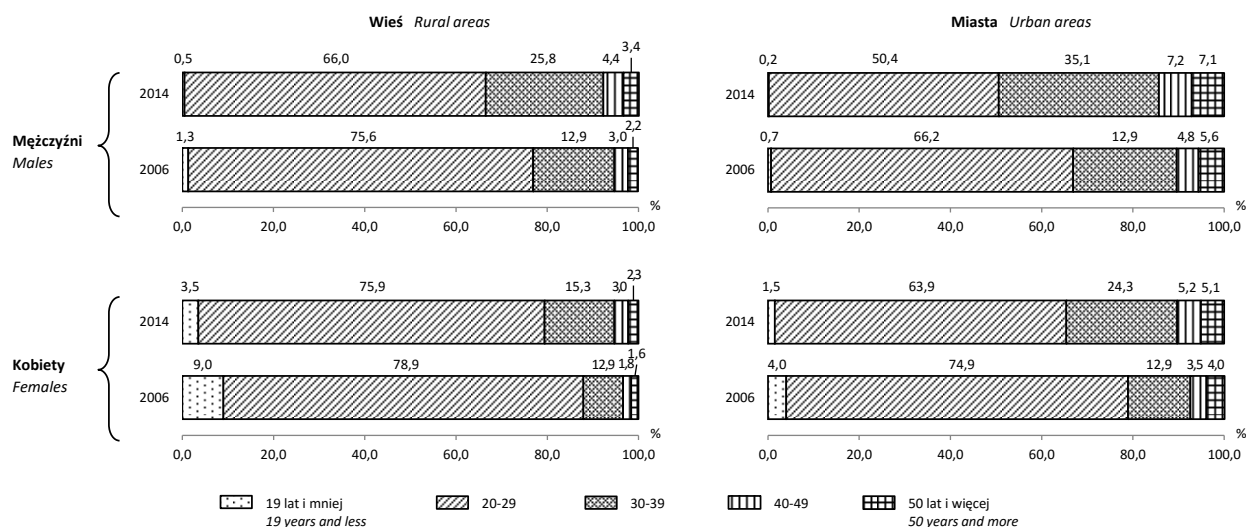 Wieś Rural areas
Miasta Urban areas
0,5 66,0 25,8 4,4 3,4
0,2 50,4 35,1 7,2 7,1
2014
2014
Mężczyźni
Males
1,3 75,6 12,9 3,0 2,2
0,7 66,2 12,9 4,8 5,6
2006
2006
%
%
0,0 20,0 40,0 60,0 80,0 100,0
0,0 20,0 40,0 60,0 80,0 100,0
3,5 75,9 15,3 3,0 2,3
1,5 63,9 24,3 5,2 5,1
2014
2014
Kobiety
Females
9,0 78,9 12,9 1,8 1,6
4,0 74,9 12,9 3,5 4,0
2006
2006
%
%
0,0 20,0 40,0 60,0 80,0 100,0
0,0 20,0 40,0 60,0 80,0 100,0
19 lat i mniej 20-29 30-39 40-49 50 lat i więcej
19 years and less 50 years and more